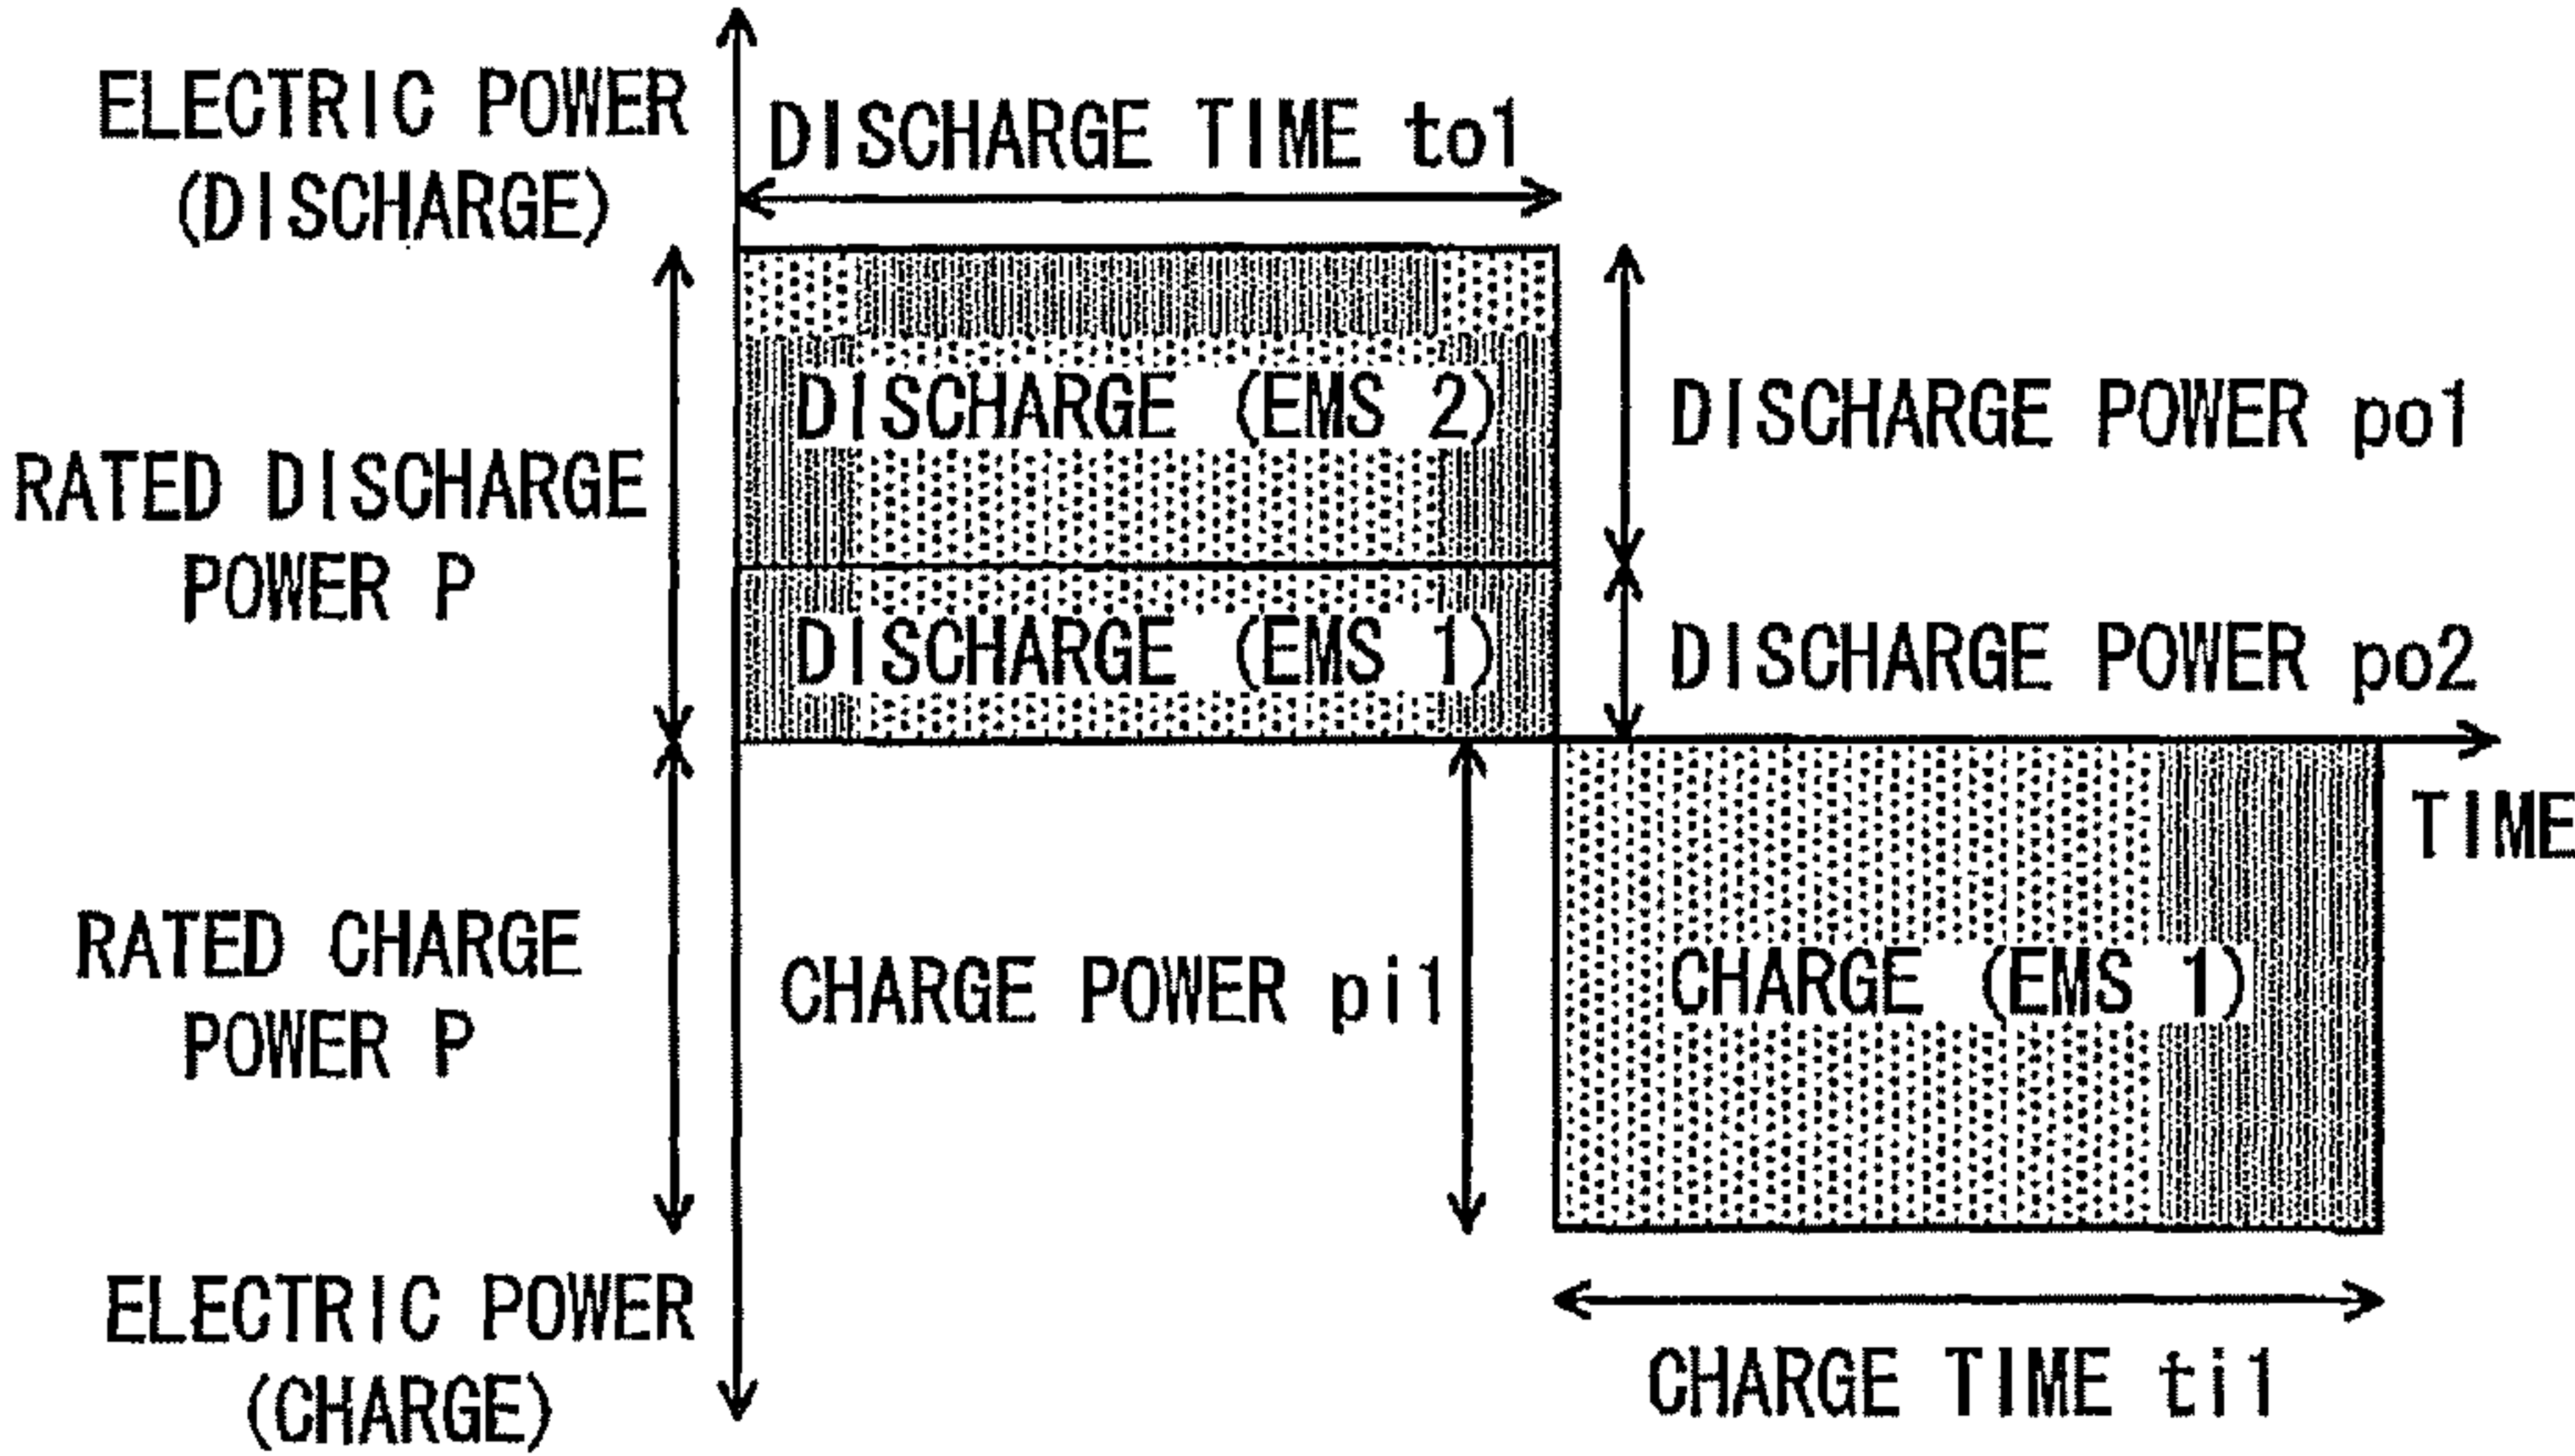 ELECTRIC POWER
(DISCHARGE)
DISCHARGE TIME to1
RATED DISCHARGE
POWER P
DISCHARGE (EMS 2)
DISCHARGE POWER po1
DISCHARGE (EMS 1)
DISCHARGE POWER po2
TIME
RATED CHARGE
POWER P
CHARGE POWER pi1
CHARGE (EMS 1)
ELECTRIC POWER
(CHARGE)
CHARGE TIME ti1